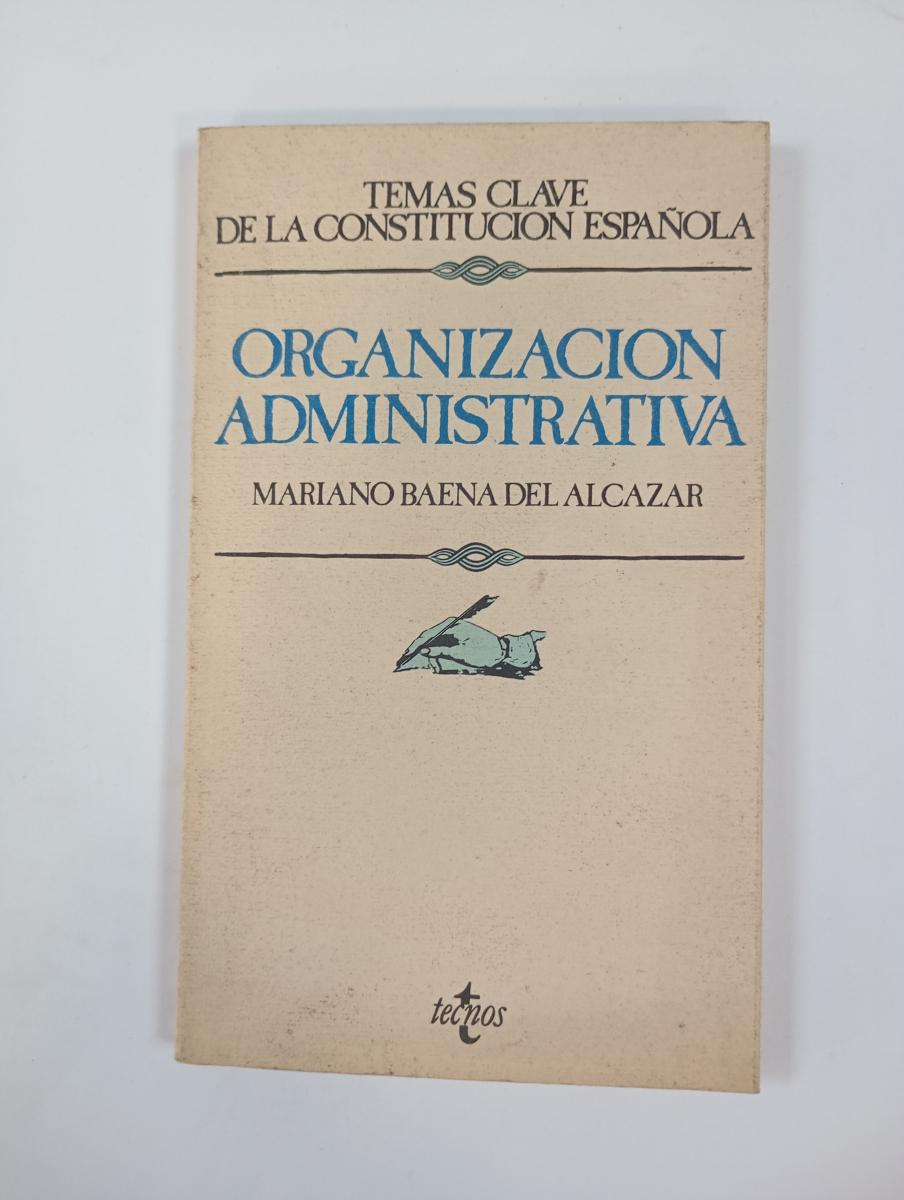 TEMAS CLAVE
DE LA CONSTITUCION ESPAÑOLA
ORGANIZACION
ADMINISTRATIVA
MARIANO BAENA DEL ALCAZAR
tecnos